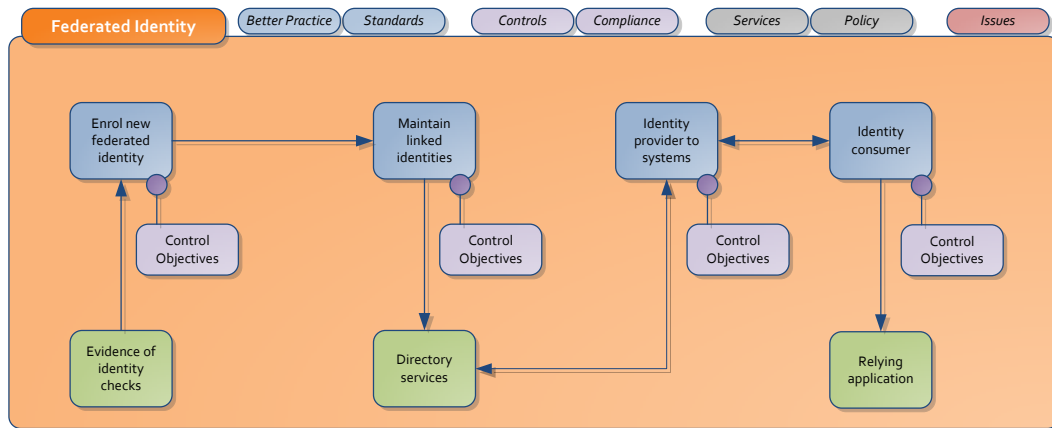 Federated Identity
Better Practice
Standards
Controls
Compliance
Services
Policy
Issues
Enrol new
federated
identity
Maintain
linked
identities
Identity
provider to
systems
Identity
consumer
Control
Objectives
Control
Objectives
Control
Objectives
Control
Objectives
Evidence of
identity
checks
Directory
services
Relying
application